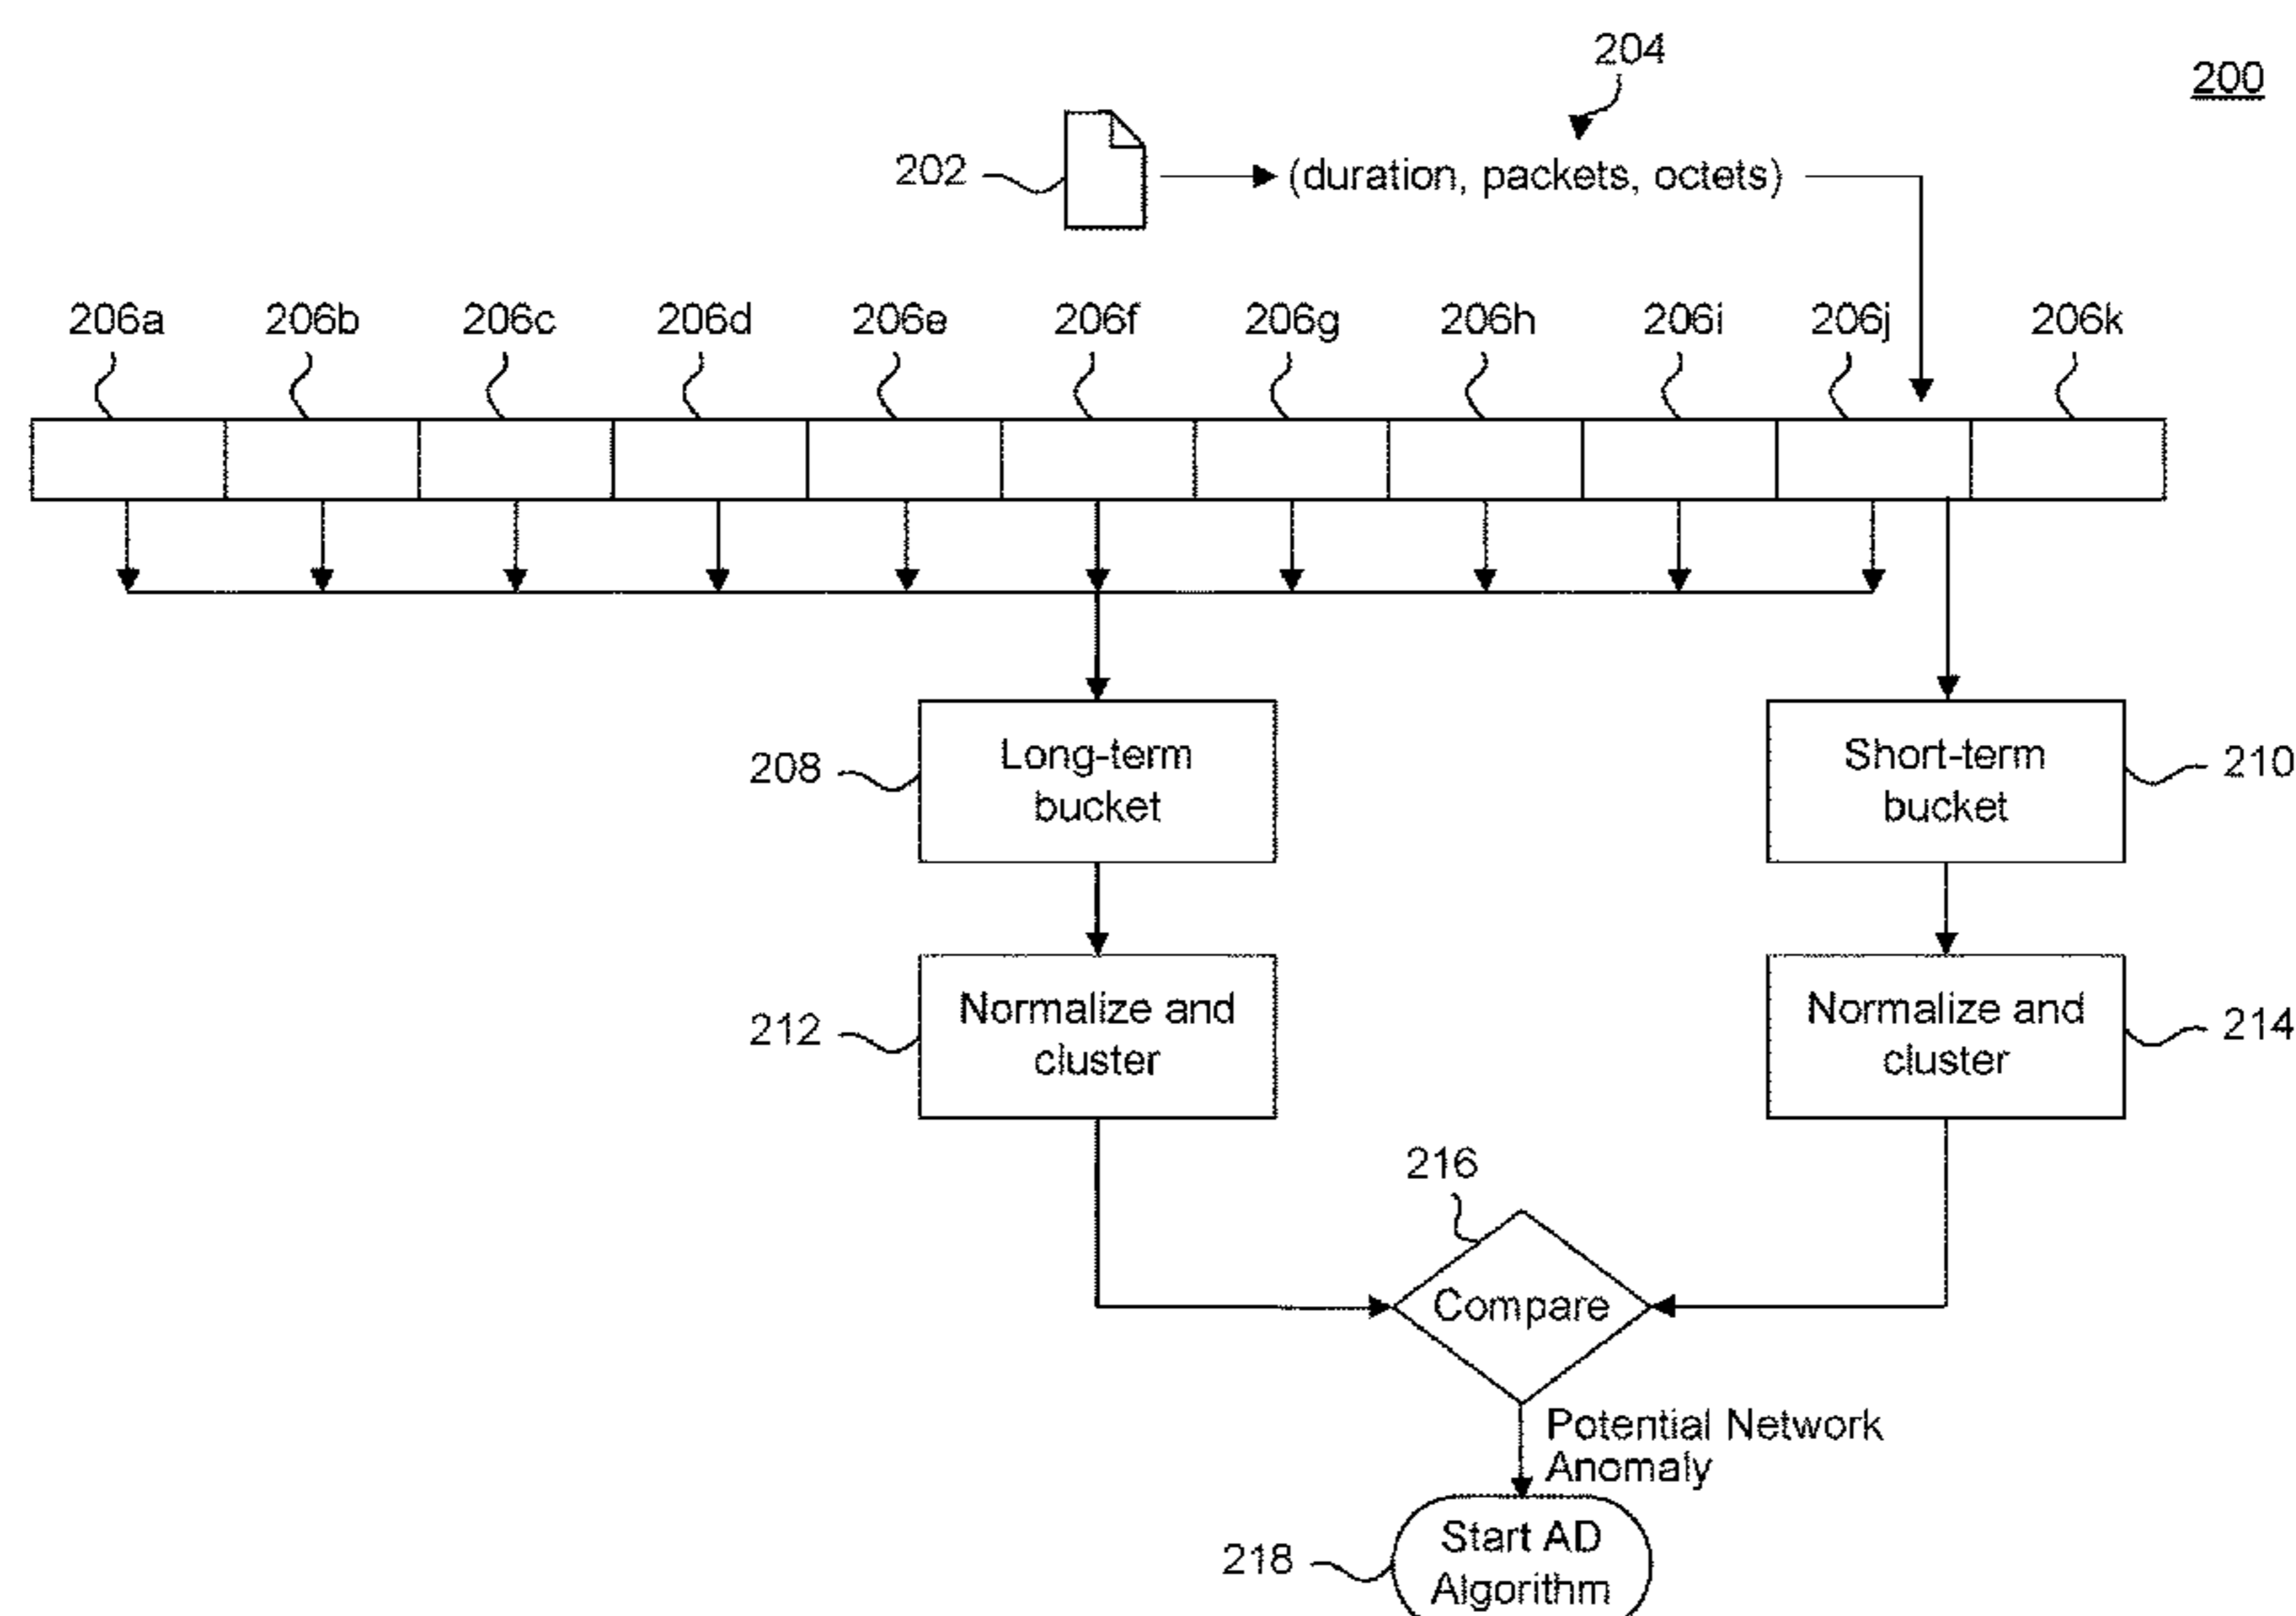 204
200
202
(duration, packets, octets)
206a 206b 206c 206d 206e 206f 206g 206h 206i 206j 206k
208
Long-term
bucket
Short-term
bucket
210
212
Normalize and
cluster
Normalize and
cluster
214
216
Compare
Potential Network
Anomaly
218
Start AD
Algorithm